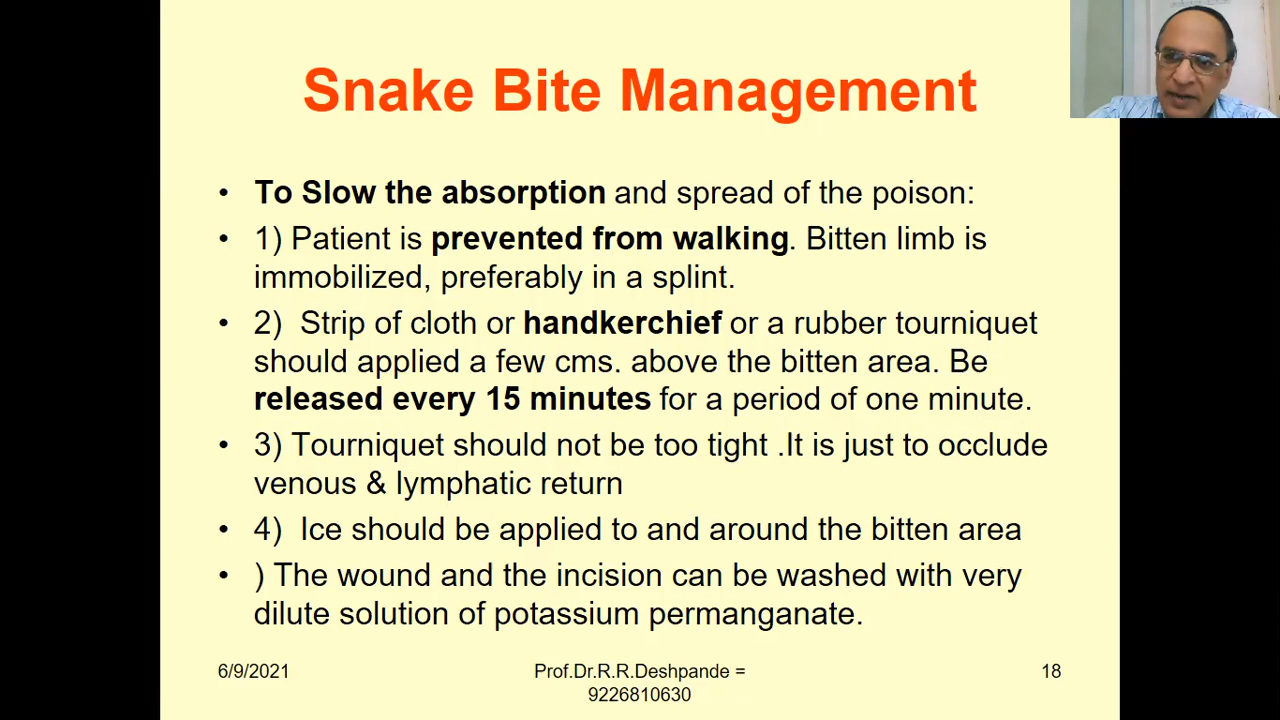 Snake Bite Management
• To Slow the absorption and spread of the poison:
• 1) Patient is prevented from walking. Bitten limb is
immobilized, preferably in a splint.
• 2) Strip of cloth or handkerchief or a rubber tourniquet
should applied a few cms. above the bitten area. Be
released every 15 minutes for a period of one minute.
• 3) Tourniquet should not be too tight .It is just to occlude
venous & lymphatic return
• 4) Ice should be applied to and around the bitten area
• ) The wound and the incision can be washed with very
dilute solution of potassium permanganate.
6/9/2021
Prof.Dr.R.R.Deshpande =
9226810630
18